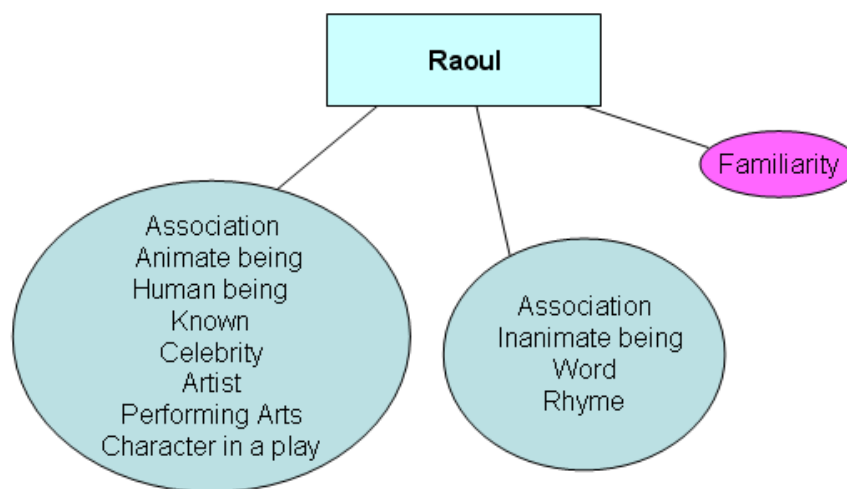 Raoul
Familiarity
Association
Animate being
Human being
Known
Celebrity
Artist
Performing Arts
Character in a play
Association
Inanimate being
Word
Rhyme